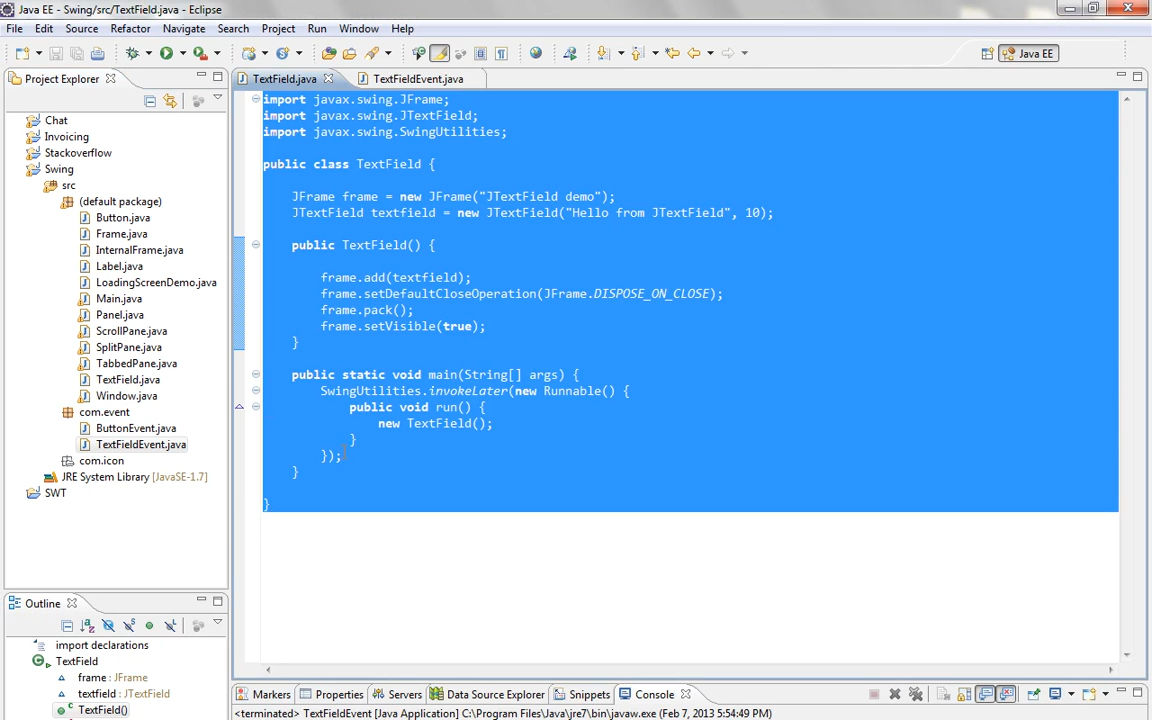 Java EE - Swing/src/TextField.java - Eclipse
File Edit Source Refactor Navigate Search Project Run Window Help
Java EE
Project Explorer
TextField.java
TextFieldEvent.java
Chat
Invoicing
Stackoverflow
Swing
src
(default package)
Button.java
Frame.java
InternalFrame.java
Label.java
LoadingScreenDemo.java
Main.java
Panel.java
ScrollPane.java
SplitPane.java
TabbedPane.java
TextField.java
Window.java
com.event
ButtonEvent.java
TextFieldEvent.java
com.icon
JRE System Library [JavaSE-1.7]
SWT
import javax.swing.JFrame;
import javax.swing.JTextField;
import javax.swing.SwingUtilities;
public class TextField {
JFrame frame = new JFrame("JTextField demo");
JTextField textfield = new JTextField("Hello from JTextField", 10);
public TextField() {
frame.add(textfield);
frame.setDefaultCloseOperation(JFrame.DISPOSE_ON_CLOSE);
frame.pack();
frame.setVisible(true);
}
public static void main(String[] args) {
SwingUtilities.invokeLater(new Runnable() {
public void run() {
new TextField();
}
});
}
}
Outline
import declarations
TextField
frame : JFrame
textfield : JTextField
TextField()
Markers Properties Servers Data Source Explorer Snippets Console
<terminated> TextFieldEvent [Java Application] C:\Program Files\Java\jre7\bin\javaw.exe (Feb 7, 2013 5:54:49 PM)